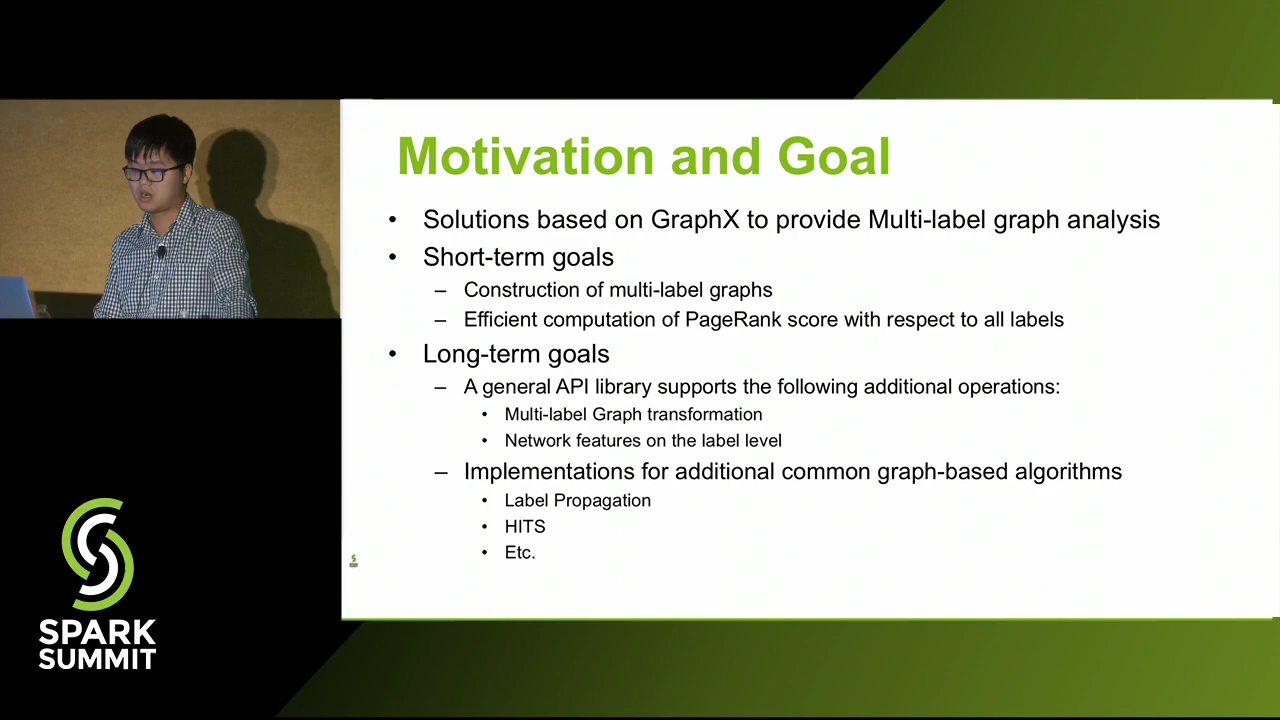 Motivation and Goal
• Solutions based on GraphX to provide Multi-label graph analysis
• Short-term goals
– Construction of multi-label graphs
– Efficient computation of PageRank score with respect to all labels
• Long-term goals
– A general API library supports the following additional operations:
• Multi-label Graph transformation
• Network features on the label level
– Implementations for additional common graph-based algorithms
• Label Propagation
• HITS
• Etc.
SPARK
SUMMIT